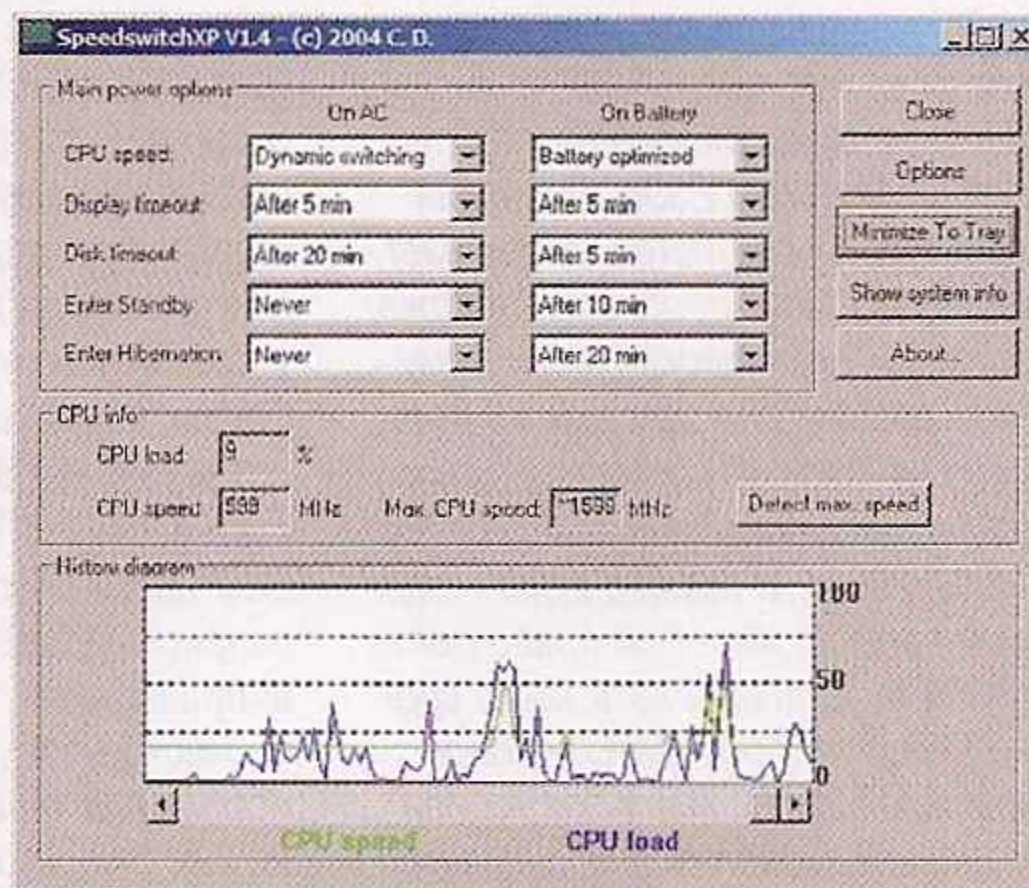 SpeedswitchXP V1.4 - (c) 2004 C. D.
Main power options
On AC
On Battery
CPU speed:
Dynamic switching
Battery optimized
Display timeout:
After 5 min
After 5 min
Disk timeout:
After 20 min
After 5 min
Enter Standby
Never
After 10 min
Enter Hibernation:
Never
After 20 min
Close
Options
Minimize To Tray
Show system info
About...
CPU info
CPU load
9 %
CPU speed
MHz
Max. CPU speed:
~1599 MHz
Detect max. speed
History diagram
100
50
0
CPU speed
CPU load